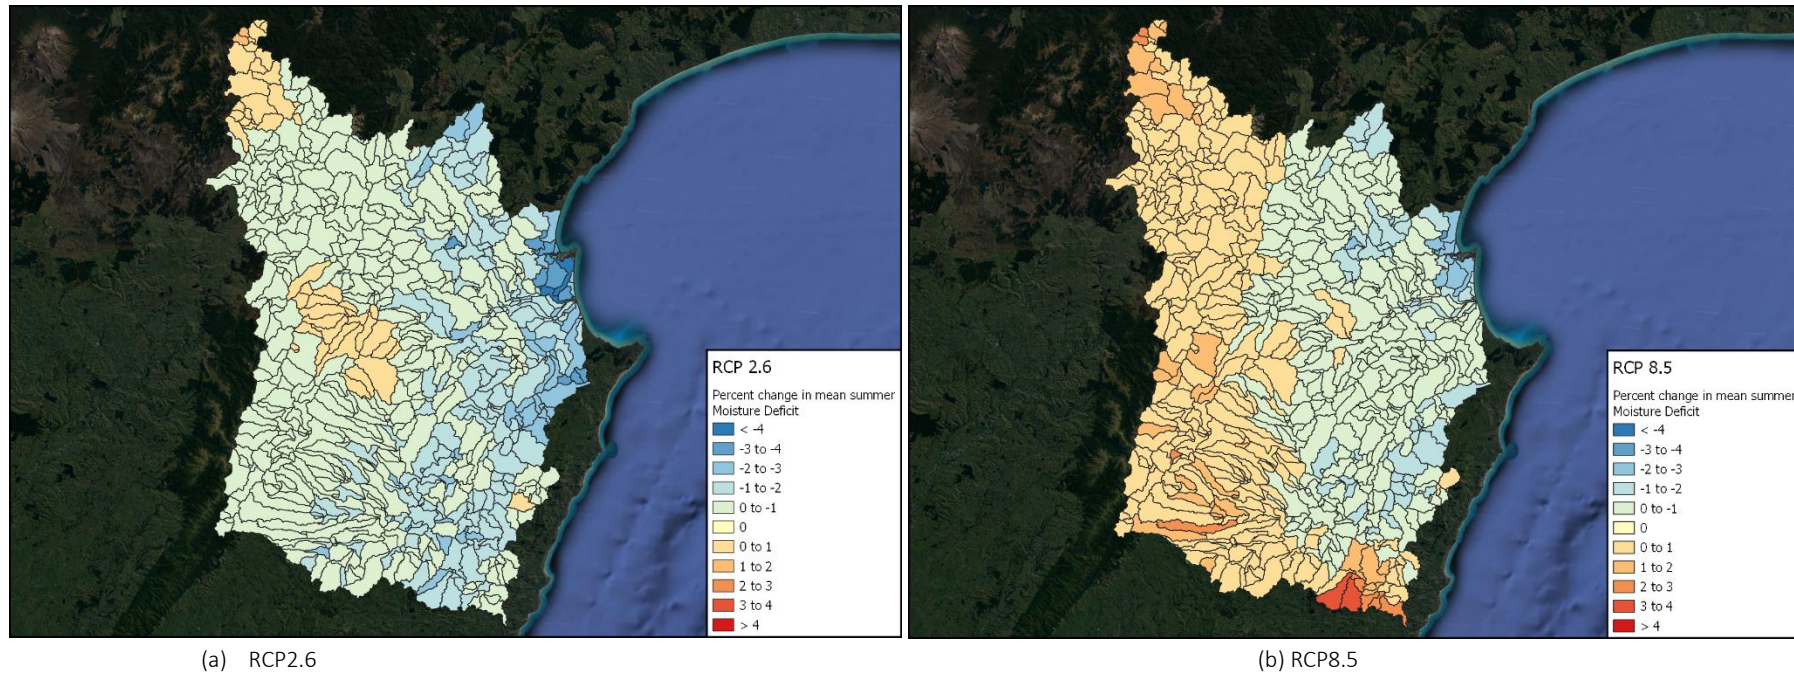 RCP 2.6
Percent change in mean summer
Moisture Deficit
< -4
-3 to -4
-2 to -3
-1 to -2
0 to -1
0
0 to 1
1 to 2
2 to 3
3 to 4
> 4
RCP 8.5
Percent change in mean summer
Moisture Deficit
< -4
-3 to -4
-2 to -3
-1 to -2
0 to -1
0
0 to 1
1 to 2
2 to 3
3 to 4
> 4
(a) RCP2.6
(b) RCP8.5